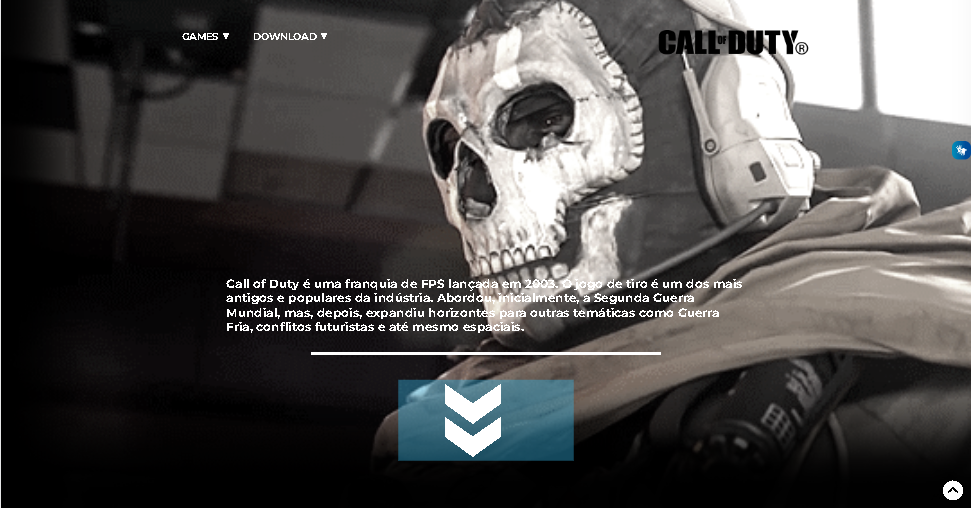 GAMES ▼
DOWNLOAD ▼
CALL OF DUTY®
Call of Duty é uma franquia de FPS lançada em 2003. O jogo de tiro é um dos mais
antigos e populares da indústria. Abordou, inicialmente, a Segunda Guerra
Mundial, mas, depois, expandiu horizontes para outras temáticas como Guerra
Fria, conflitos futuristas e até mesmo espaciais.